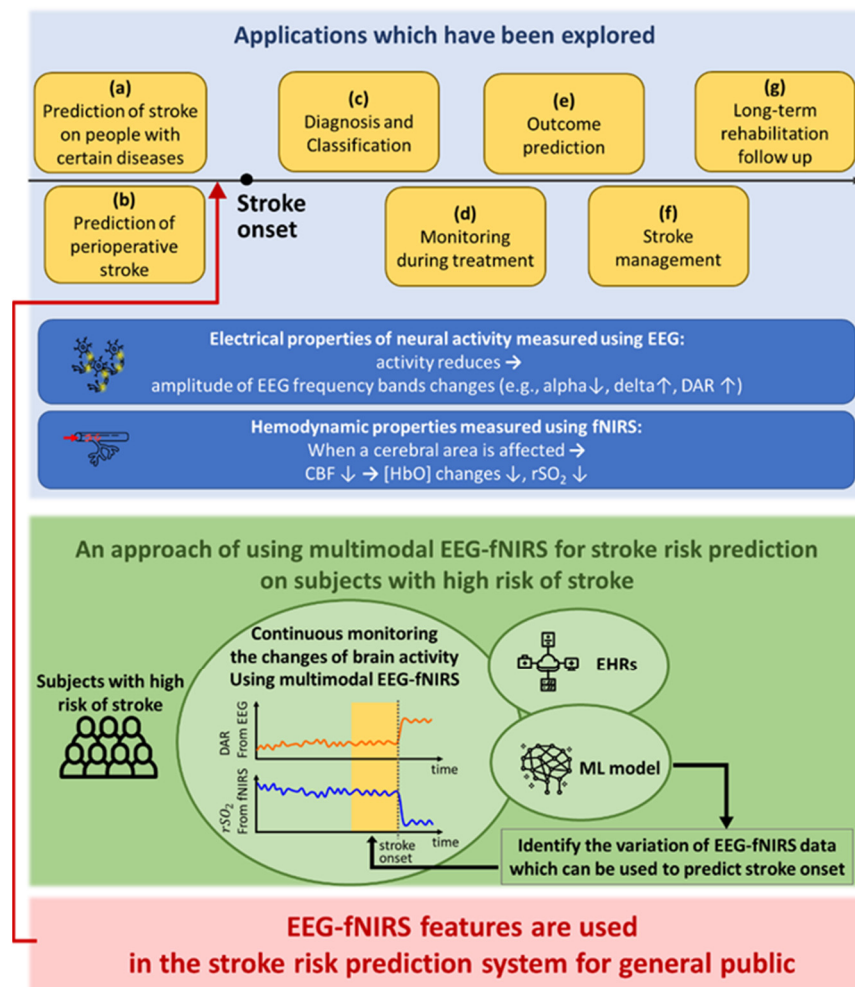 Applications which have been explored
(a)
Prediction of stroke
on people with
certain diseases
(c)
Diagnosis and
Classification
(e)
Outcome
prediction
(g)
Long-term
rehabilitation
follow up
Stroke
onset
(b)
Prediction of
perioperative
stroke
(d)
Monitoring
during treatment
(f)
Stroke
management
Electrical properties of neural activity measured using EEG:
activity reduces →
amplitude of EEG frequency bands changes (e.g., alpha↓, delta↑, DAR ↑)
Hemodynamic properties measured using fNIRS:
When a cerebral area is affected →
CBF ↓ → [HbO] changes ↓, rSO₂ ↓
An approach of using multimodal EEG-fNIRS for stroke risk prediction
on subjects with high risk of stroke
Subjects with high
risk of stroke
Continuous monitoring
the changes of brain activity
Using multimodal EEG-fNIRS
DAR
From EEG
time
rSO₂
From fNIRS
time
stroke
onset
EHRs
ML model
Identify the variation of EEG-fNIRS data
which can be used to predict stroke onset
EEG-fNIRS features are used
in the stroke risk prediction system for general public